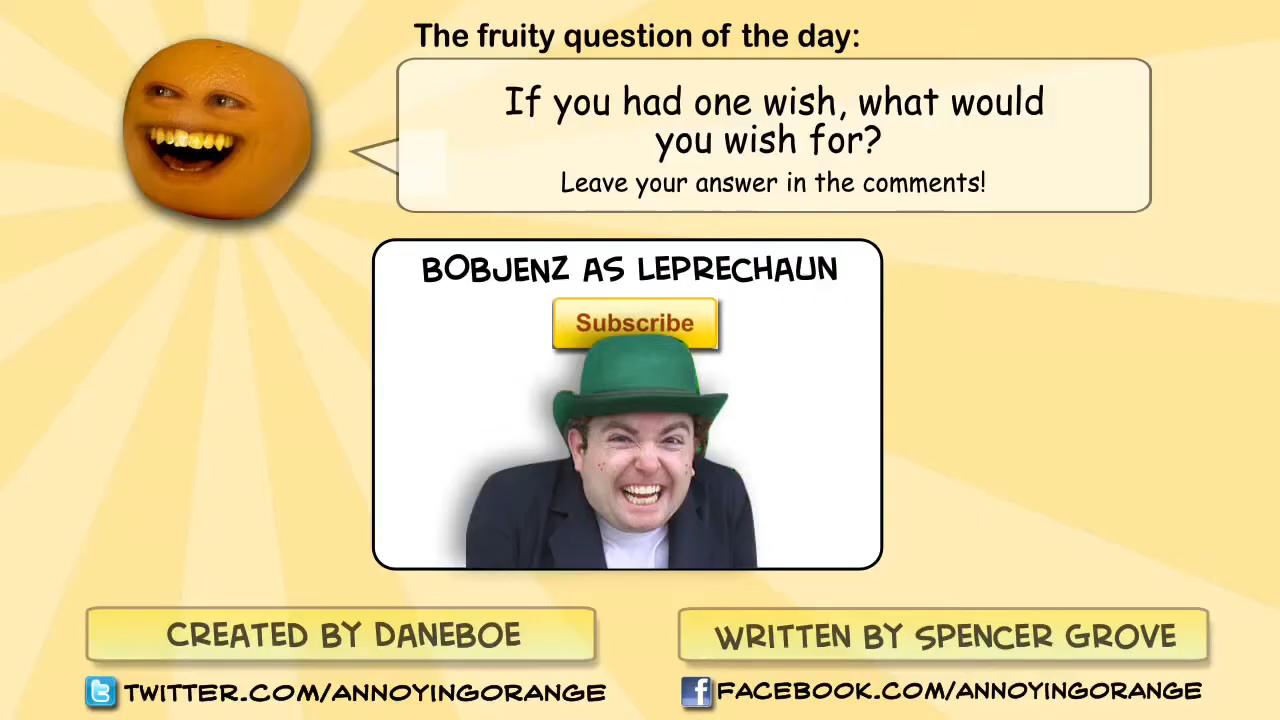 The fruity question of the day:
If you had one wish, what would
you wish for?
Leave your answer in the comments!
BOBJENZ AS LEPRECHAUN
Subscribe
CREATED BY DANEBOE
WRITTEN BY SPENCER GROVE
TWITTER.COM/ANNOYINGORANGE
FACEBOOK.COM/ANNOYINGORANGE